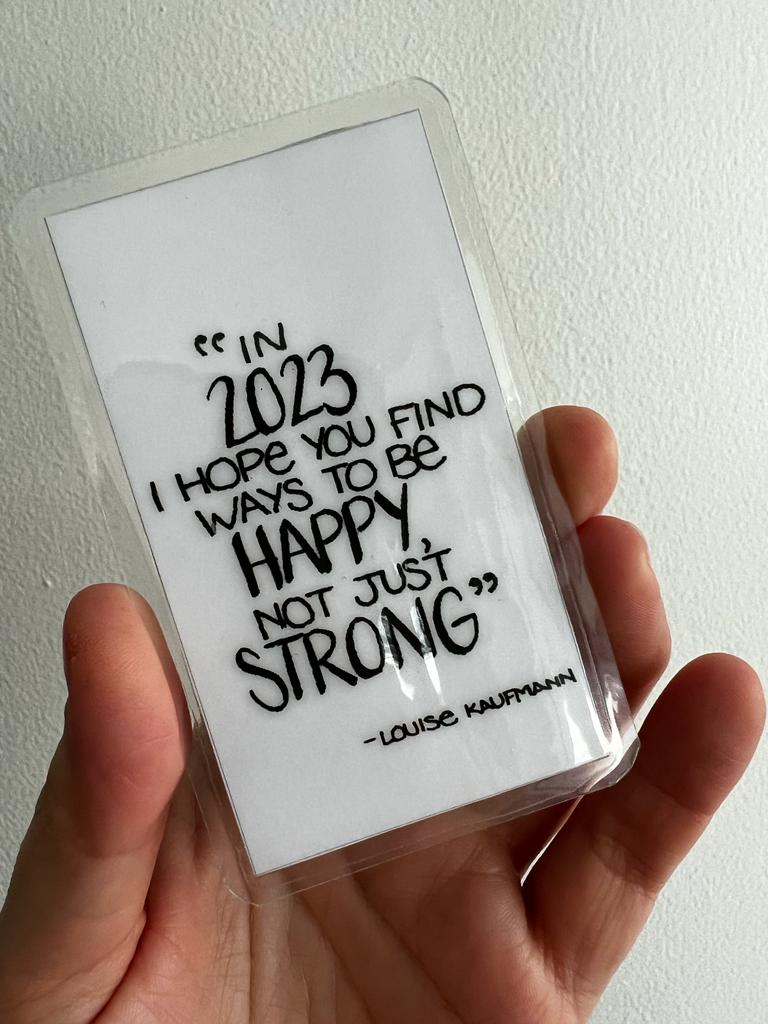 “IN
2023
I HOPE YOU FIND
WAYS TO BE
HAPPY,
NOT JUST
STRONG”
-LOUISE KAUFMANN